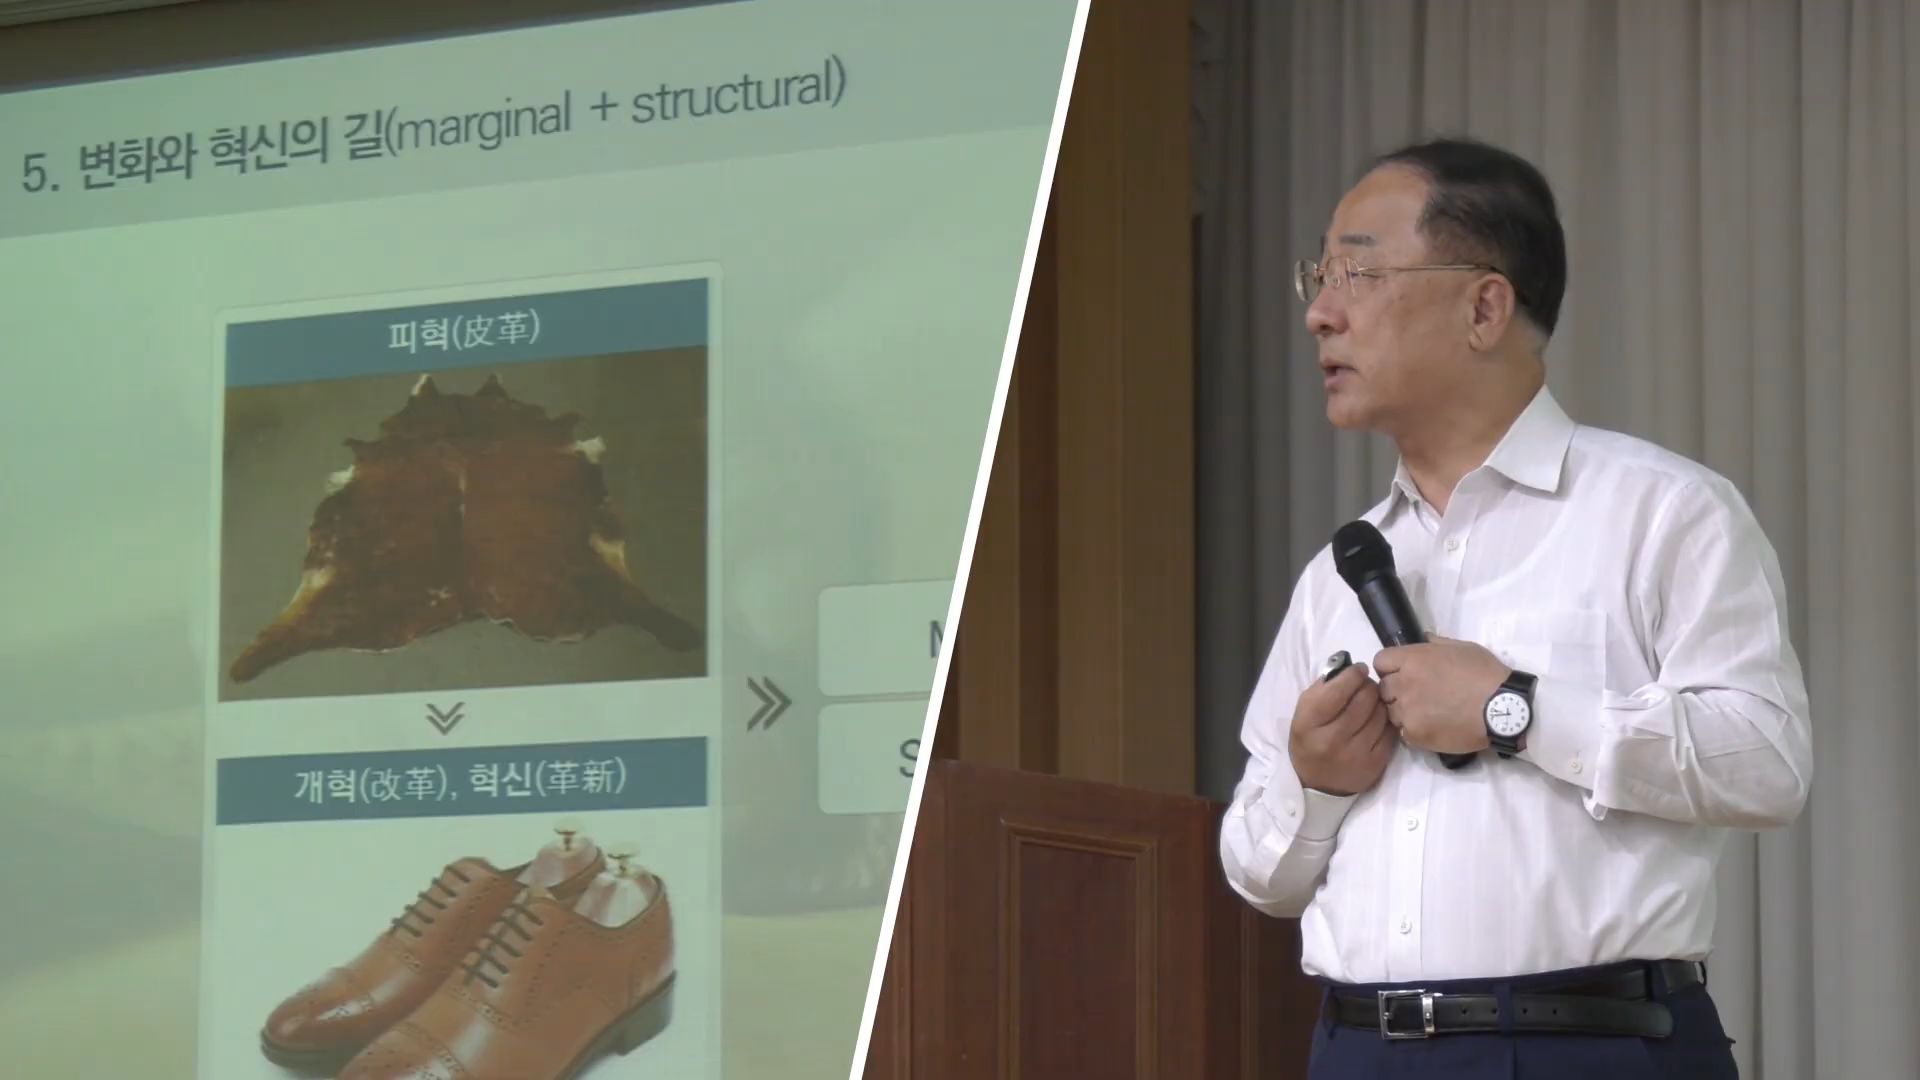 5. 변화와 혁신의 길(marginal + structural)
피혁(皮革)
개혁(改革), 혁신(革新)